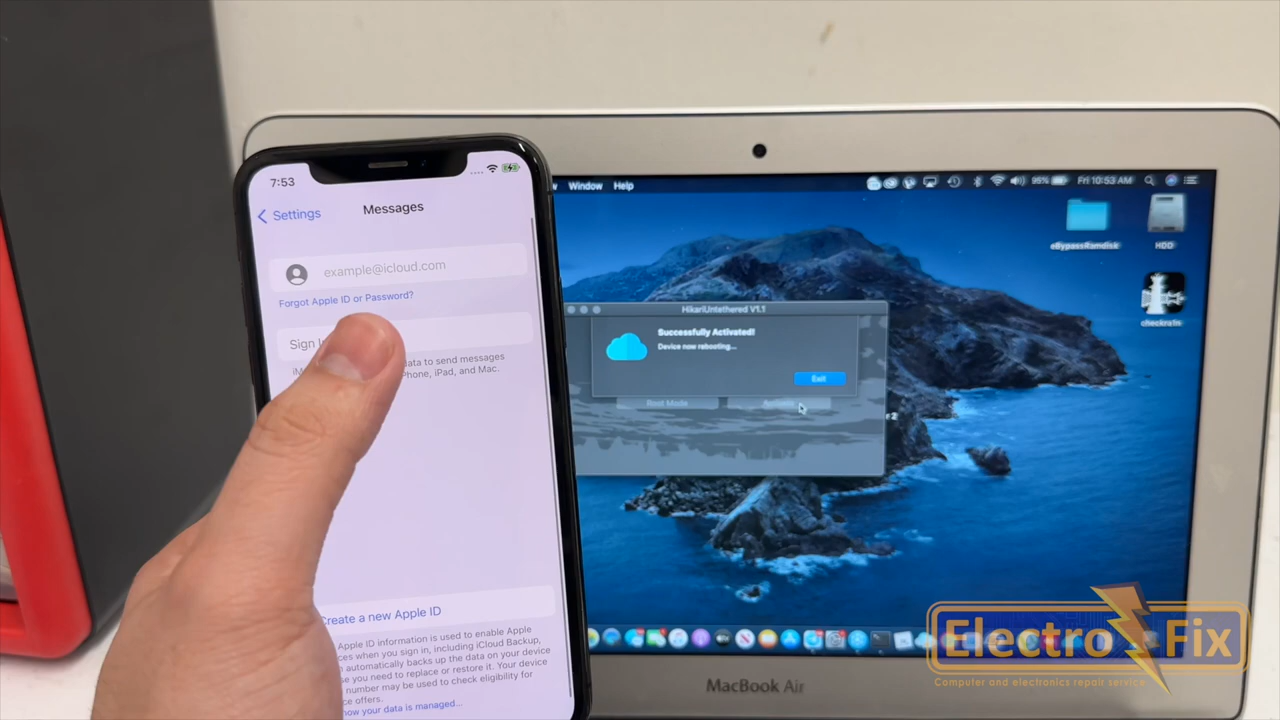 7:53
Settings
Messages
example@icloud.com
Forgot Apple ID or Password?
Sign
data to send messages
Phone, iPad, and Mac.
Create a new Apple ID
Apple ID information is used to enable Apple
when you sign in, including iCloud Backup,
automatically backs up the data on your device
you need to replace or restore it. Your device
number may be used to check eligibility for
offers.
how your data is managed...
Window Help
95% Fri 10:53 AM
eBypassRamdisk
HDD
checkra1n
HikariUntethered V1.1
Successfully Activated!
Device now rebooting...
Exit
Root Mode
MacBook Air
Electro Fix
Computer and electronics repair service